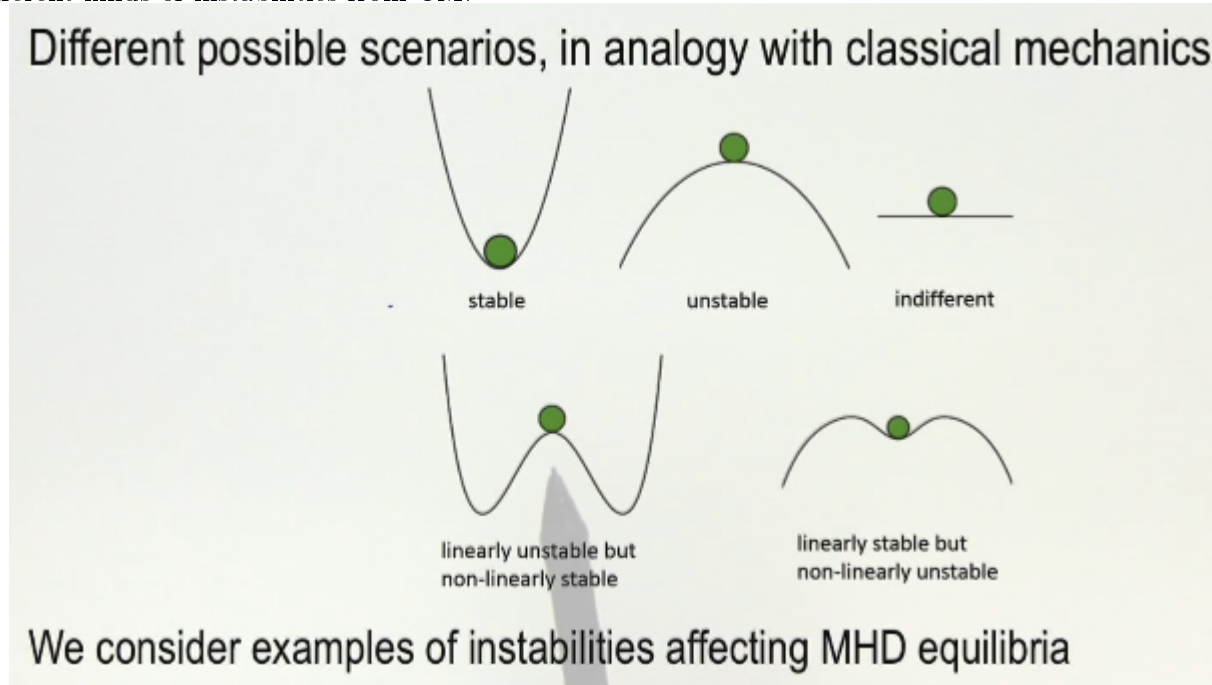 Different possible scenarios, in analogy with classical mechanics
stable
unstable
indifferent
linearly unstable but
non-linearly stable
linearly stable but
non-linearly unstable
We consider examples of instabilities affecting MHD equilibria